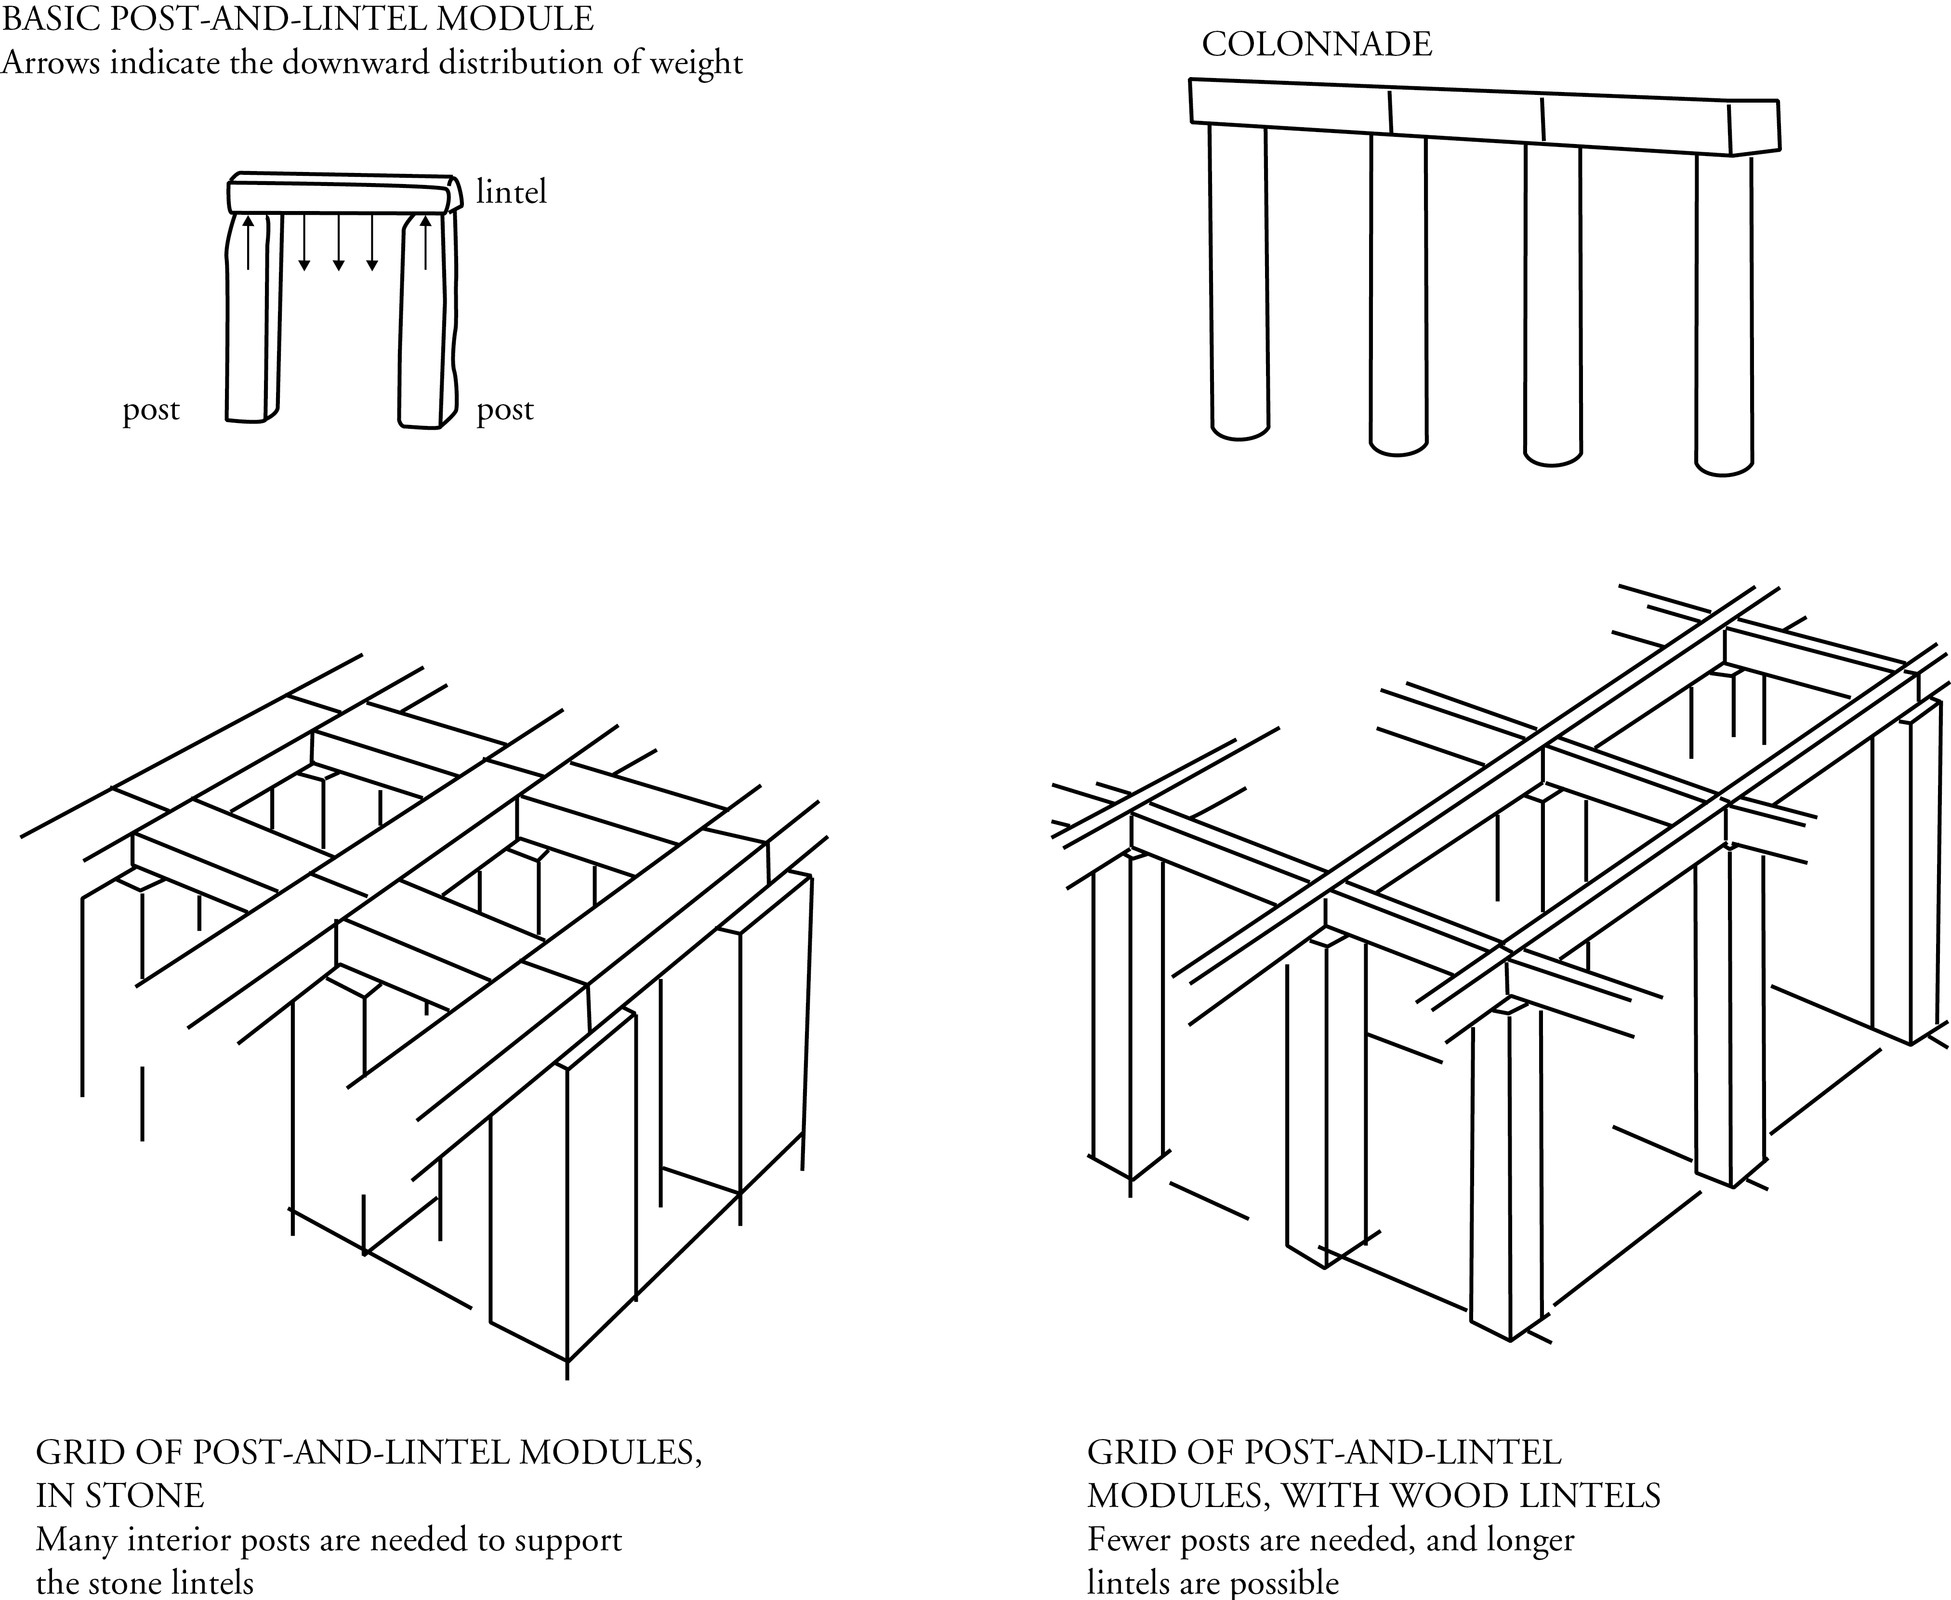 BASIC POST-AND-LINTEL MODULE
Arrows indicate the downward distribution of weight
lintel
post
post
COLONNADE
GRID OF POST-AND-LINTEL MODULES,
IN STONE
Many interior posts are needed to support
the stone lintels
GRID OF POST-AND-LINTEL
MODULES, WITH WOOD LINTELS
Fewer posts are needed, and longer
lintels are possible